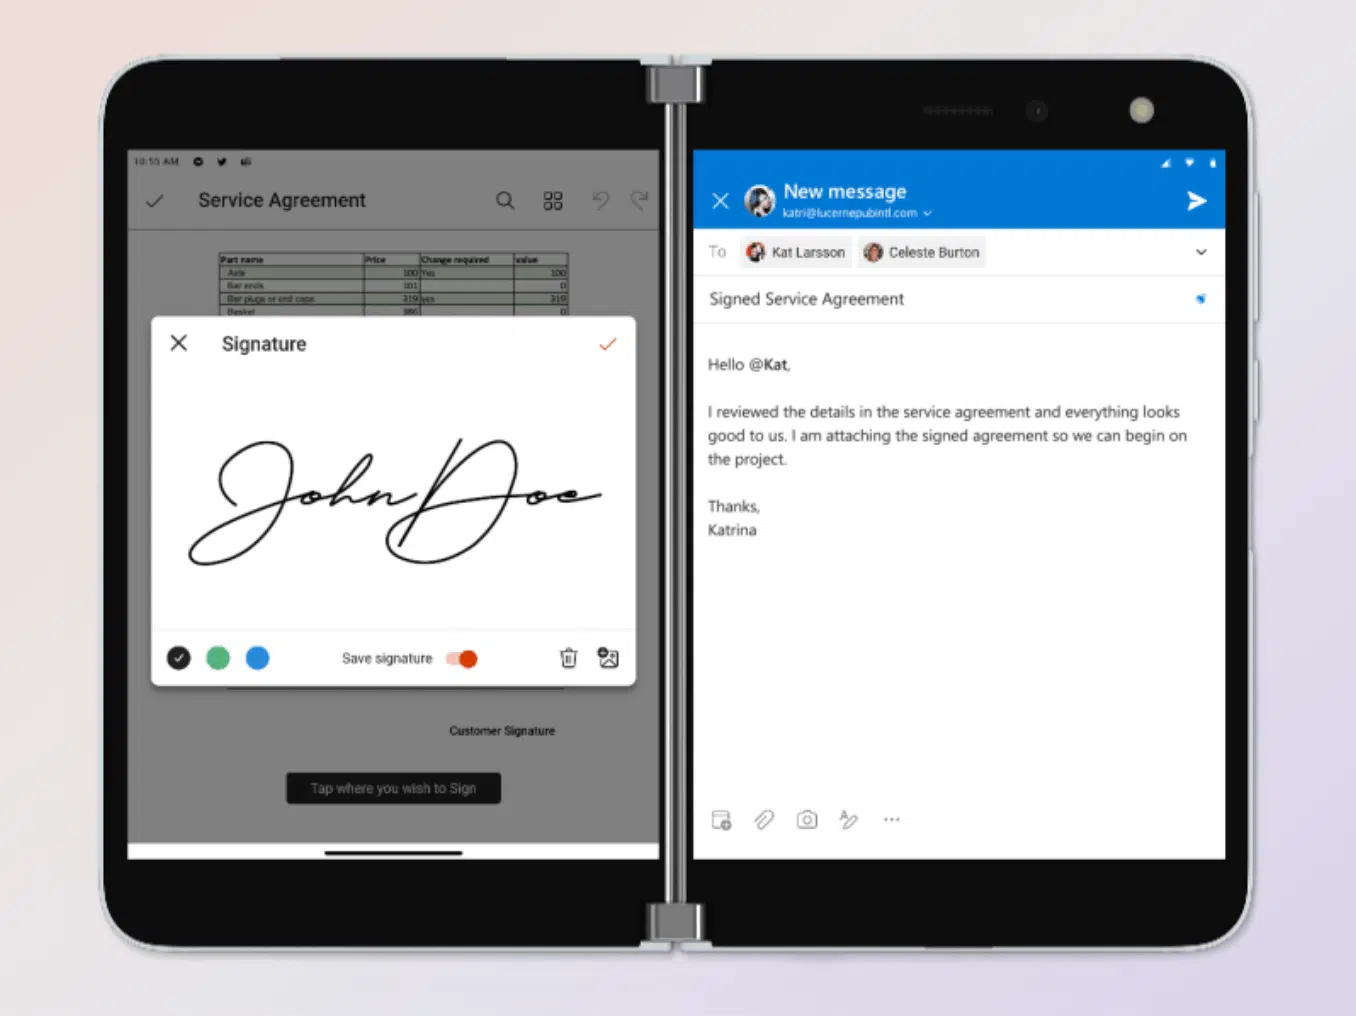 10:55 AM
Service Agreement
Part name Price Change required value
Axle 100 Yes 100
Bar ends 101 0
Bar plugs or end caps 319 yes 319
Basket 386 0
Signature
John Doe
Save signature
Customer Signature
Tap where you wish to Sign
New message
katri@lucernepubintl.com
To Kat Larsson Celeste Burton
Signed Service Agreement
Hello @Kat,
I reviewed the details in the service agreement and everything looks
good to us. I am attaching the signed agreement so we can begin on
the project.
Thanks,
Katrina